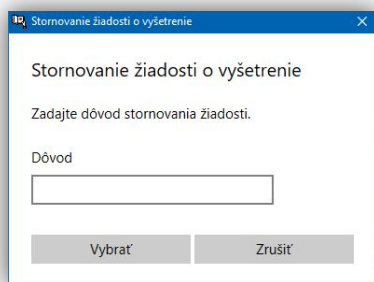 Stornovanie žiadosti o vyšetrenie
Stornovanie žiadosti o vyšetrenie
Zadajte dôvod stornovania žiadosti.
Dôvod
Vybrať
Zrušiť